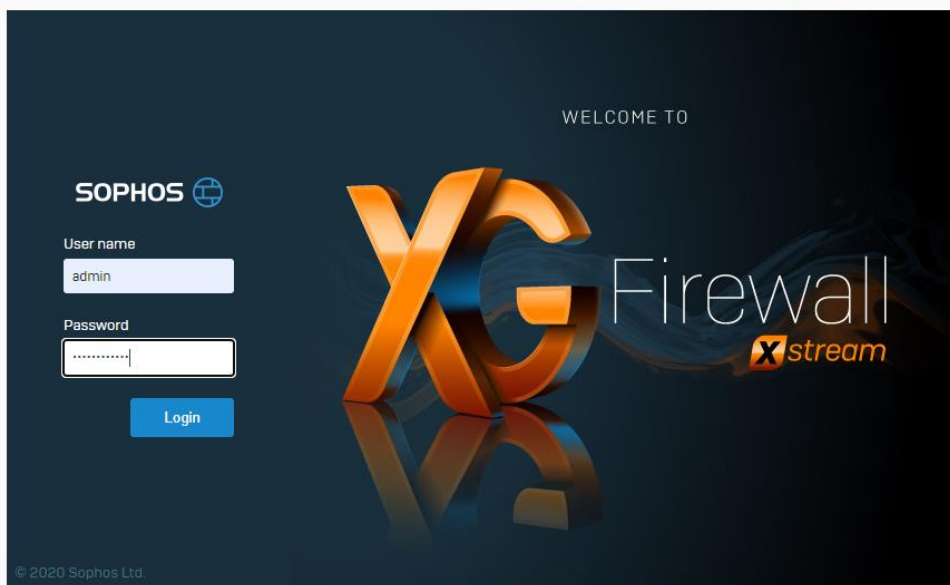 WELCOME TO
XG Firewall
Xstream
SOPHOS
User name
admin
Password
............
Login
© 2020 Sophos Ltd.